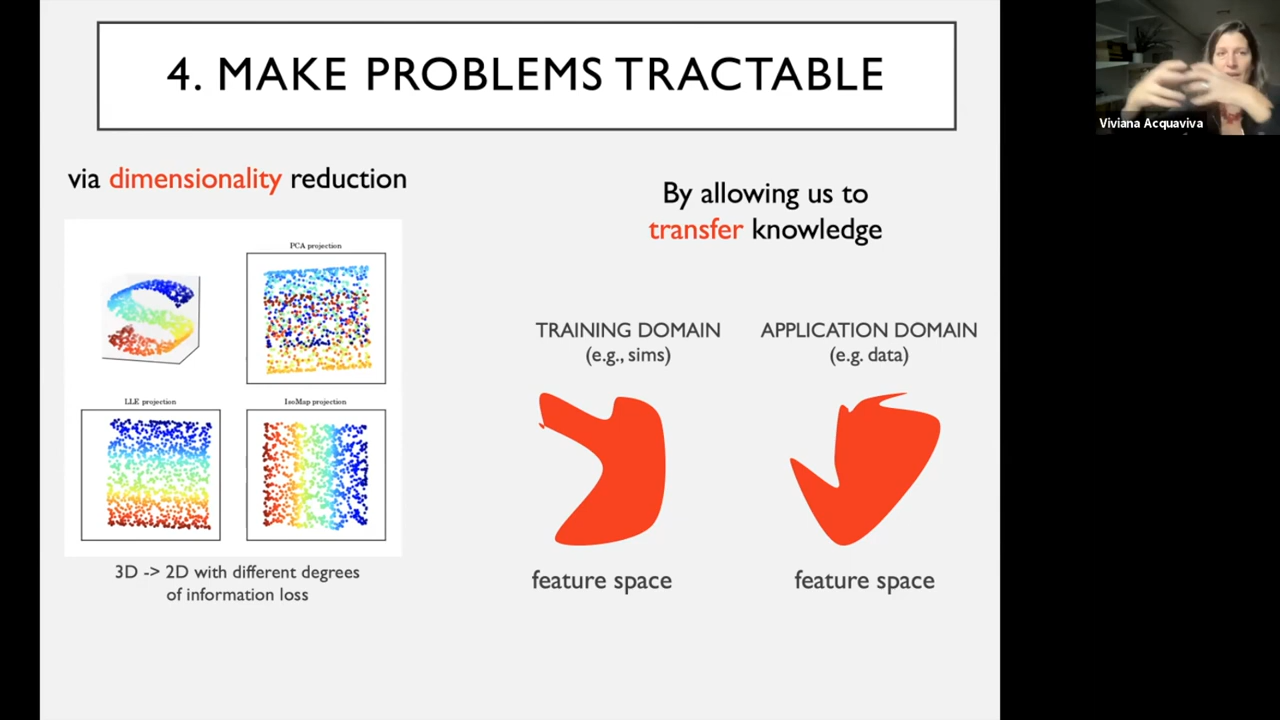 4. MAKE PROBLEMS TRACTABLE
via dimensionality reduction
PCA projection
LLE projection
IsoMap projection
3D -> 2D with different degrees
of information loss
By allowing us to
transfer knowledge
TRAINING DOMAIN
(e.g., sims)
APPLICATION DOMAIN
(e.g. data)
feature space
feature space
Viviana Acquaviva